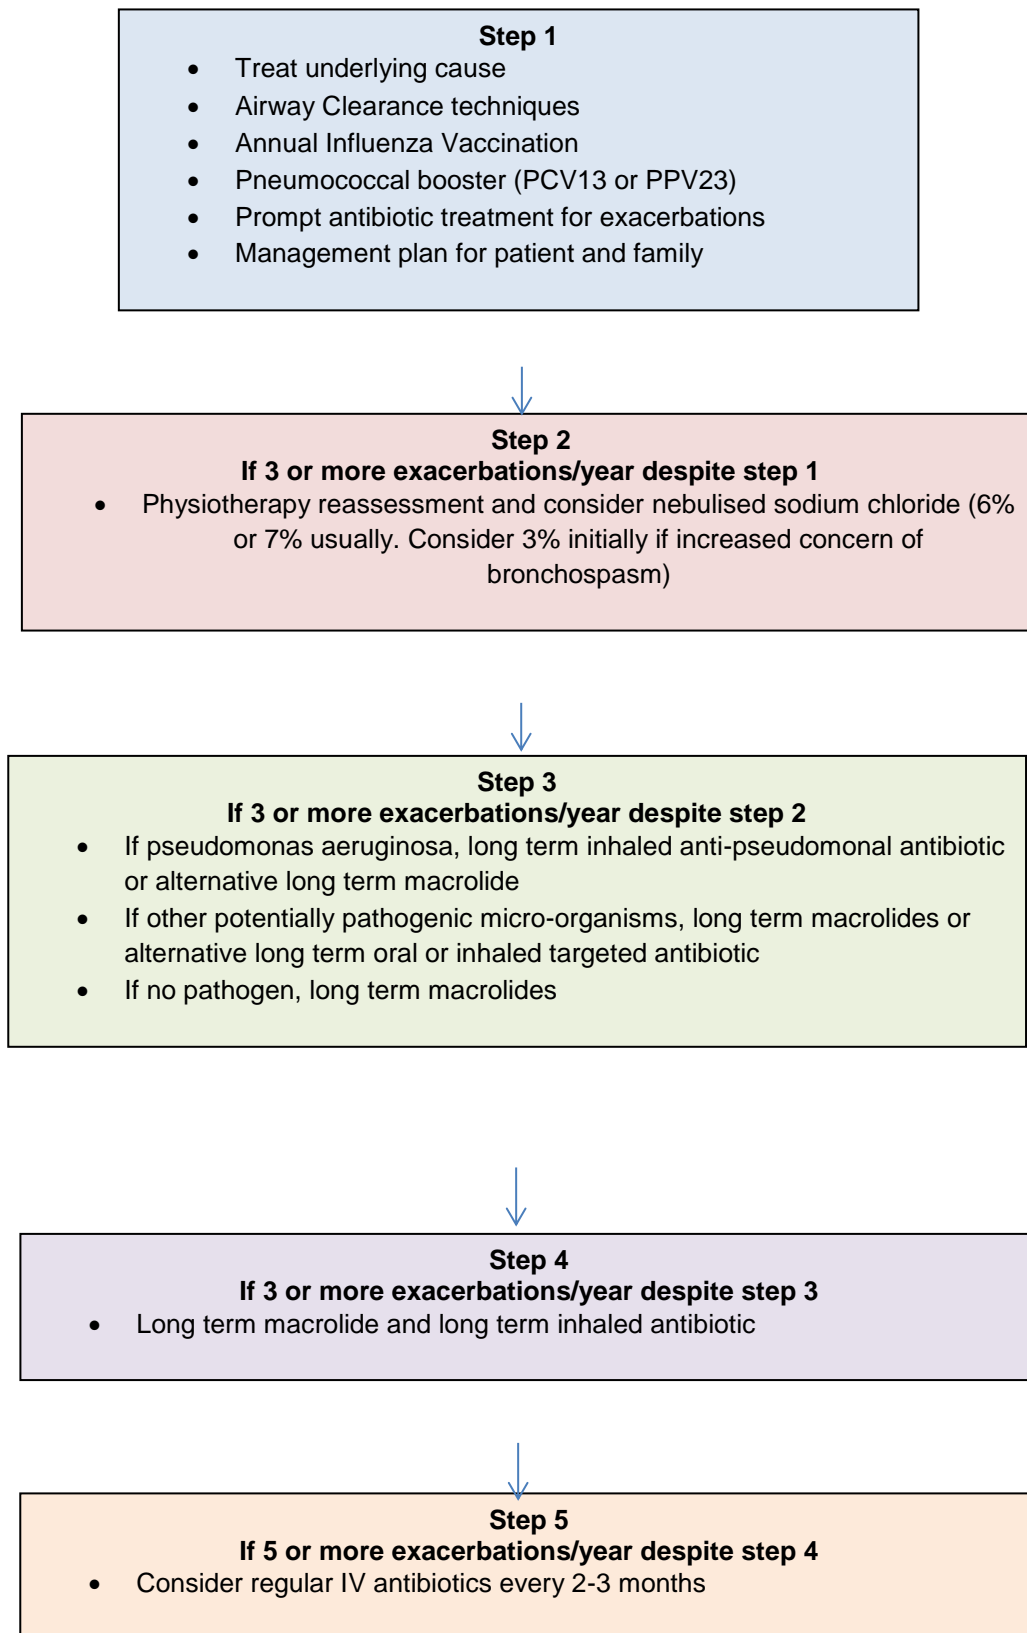 Step 1
• Treat underlying cause
• Airway Clearance techniques
• Annual Influenza Vaccination
• Pneumococcal booster (PCV13 or PPV23)
• Prompt antibiotic treatment for exacerbations
• Management plan for patient and family
Step 2
If 3 or more exacerbations/year despite step 1
• Physiotherapy reassessment and consider nebulised sodium chloride (6%
or 7% usually. Consider 3% initially if increased concern of
bronchospasm)
Step 3
If 3 or more exacerbations/year despite step 2
• If pseudomonas aeruginosa, long term inhaled anti-pseudomonal antibiotic
or alternative long term macrolide
• If other potentially pathogenic micro-organisms, long term macrolides or
alternative long term oral or inhaled targeted antibiotic
• If no pathogen, long term macrolides
Step 4
If 3 or more exacerbations/year despite step 3
• Long term macrolide and long term inhaled antibiotic
Step 5
If 5 or more exacerbations/year despite step 4
• Consider regular IV antibiotics every 2-3 months